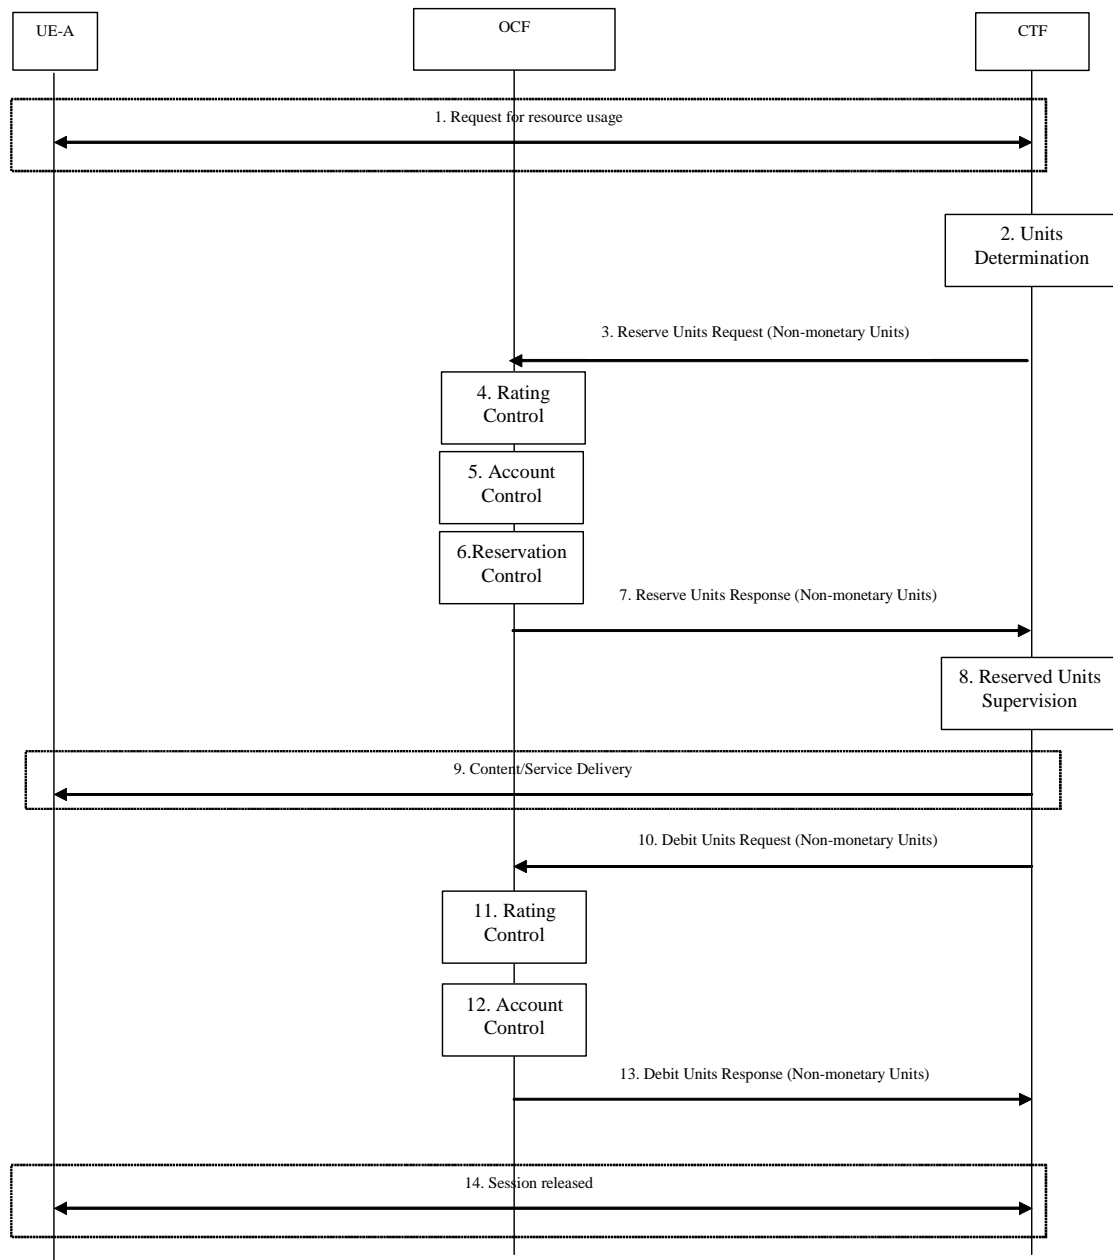 UE-A
OCF
CTF
1. Request for resource usage
2. Units
Determination
3. Reserve Units Request (Non-monetary Units)
4. Rating
Control
5. Account
Control
6.Reservation
Control
7. Reserve Units Response (Non-monetary Units)
8. Reserved Units
Supervision
9. Content/Service Delivery
10. Debit Units Request (Non-monetary Units)
11. Rating
Control
12. Account
Control
13. Debit Units Response (Non-monetary Units)
14. Session released